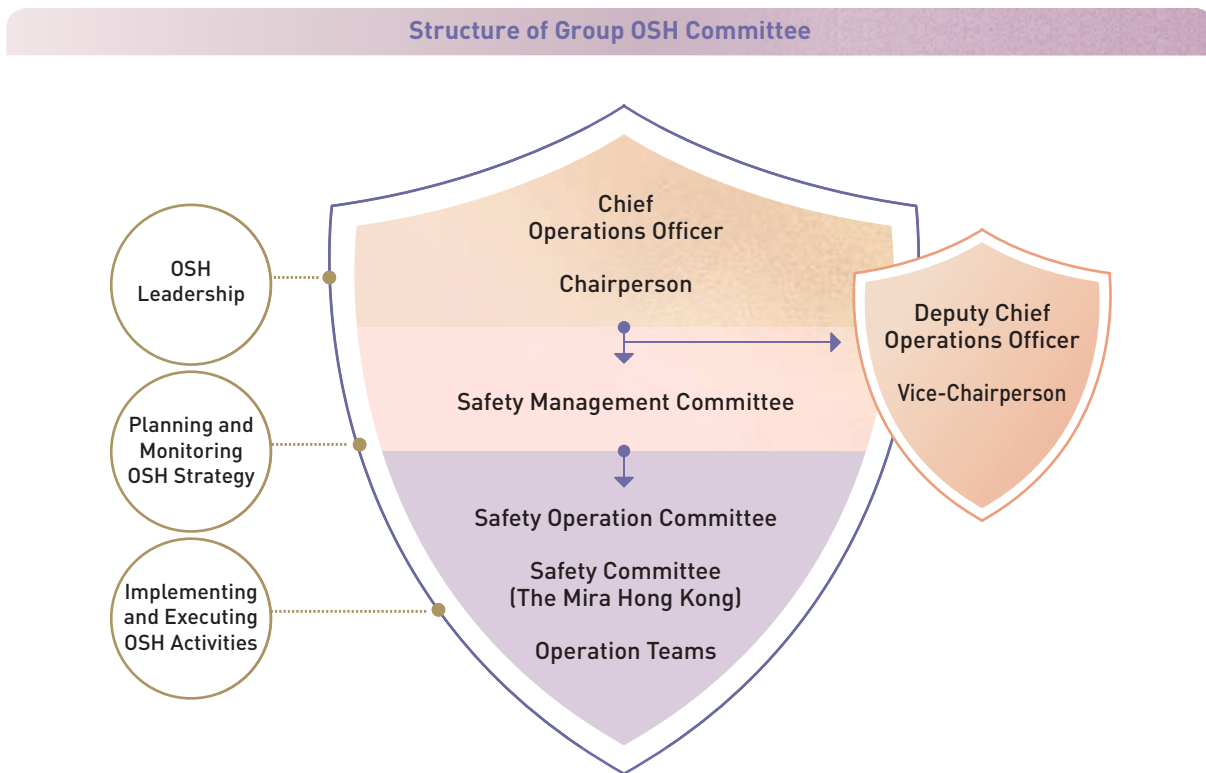 Structure of Group OSH Committee
OSH
Leadership
Chief
Operations Officer
Chairperson
Deputy Chief
Operations Officer
Vice-Chairperson
Planning and
Monitoring
OSH Strategy
Safety Management Committee
Implementing
and Executing
OSH Activities
Safety Operation Committee
Safety Committee
(The Mira Hong Kong)
Operation Teams